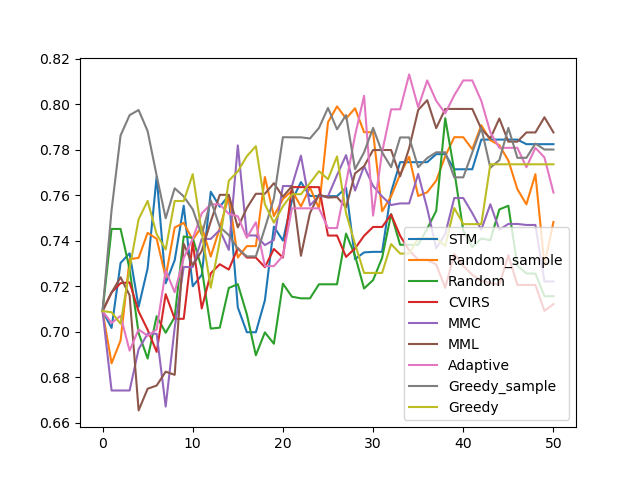 0.82
0.80
0.78
0.76
0.74
0.72
0.70
0.68
0.66
0
10
20
30
40
50
STM
Random_sample
Random
CVIRS
MMC
MML
Adaptive
Greedy_sample
Greedy